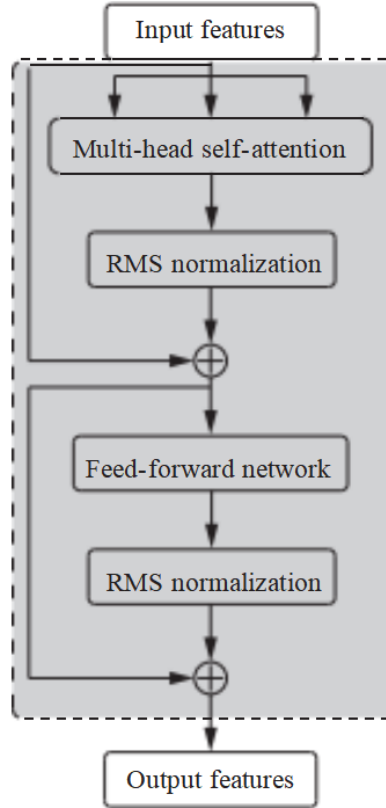 Input features
Multi-head self-attention
RMS normalization
Feed-forward network
RMS normalization
Output features